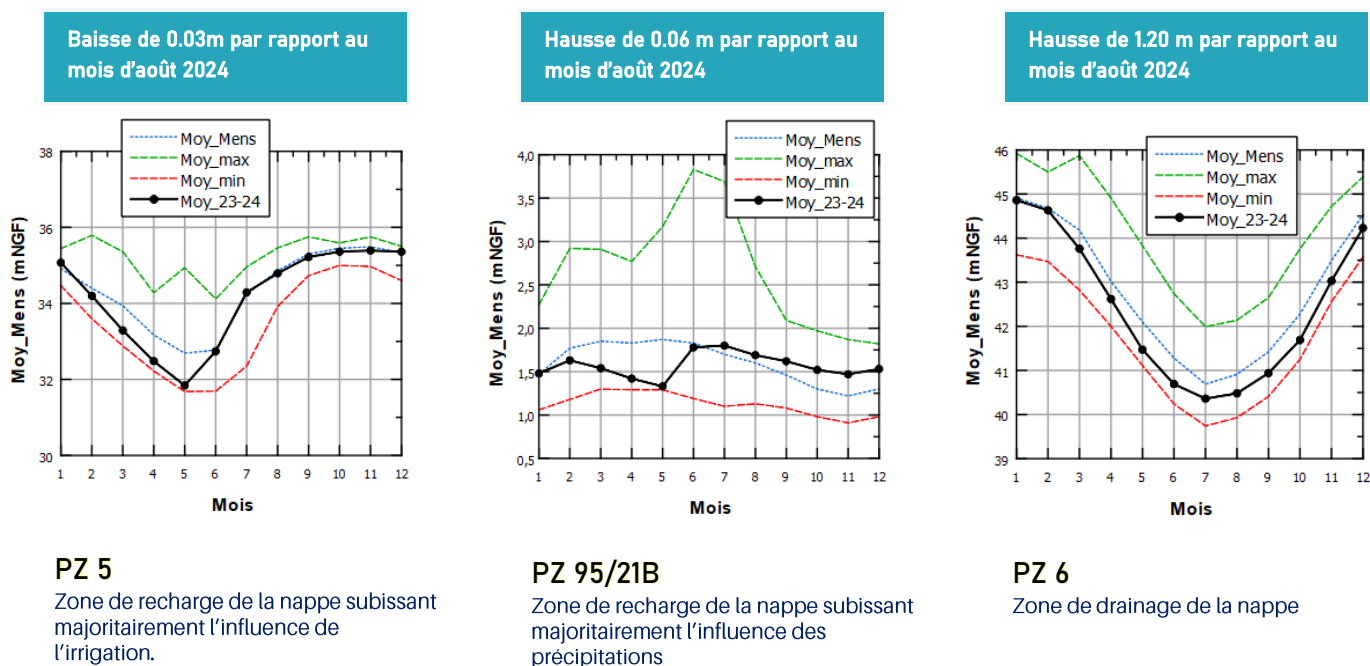 Baisse de 0.03m par rapport au
mois d'août 2024
Hausse de 0.06 m par rapport au
mois d'août 2024
Hausse de 1.20 m par rapport au
mois d'août 2024
Moy_Mens
Moy_max
Moy_min
Moy_23-24
Moy_Mens (mNGF)
38
36
34
32
30
1 2 3 4 5 6 7 8 9 10 11 12
Mois
Moy_Mens
Moy_max
Moy_min
Moy_23-24
Moy_Mens (mNGF)
4,0
3,5
3,0
2,5
2,0
1,5
1,0
0,5
1 2 3 4 5 6 7 8 9 10 11 12
Mois
Moy_Mens
Moy_max
Moy_min
Moy_23-24
Moy_Mens (mNGF)
46
45
44
43
42
41
40
39
1 2 3 4 5 6 7 8 9 10 11 12
Mois
PZ 5
Zone de recharge de la nappe subissant
majoritairement l'influence de
l'irrigation.
PZ 95/21B
Zone de recharge de la nappe subissant
majoritairement l'influence des
précipitations
PZ 6
Zone de drainage de la nappe